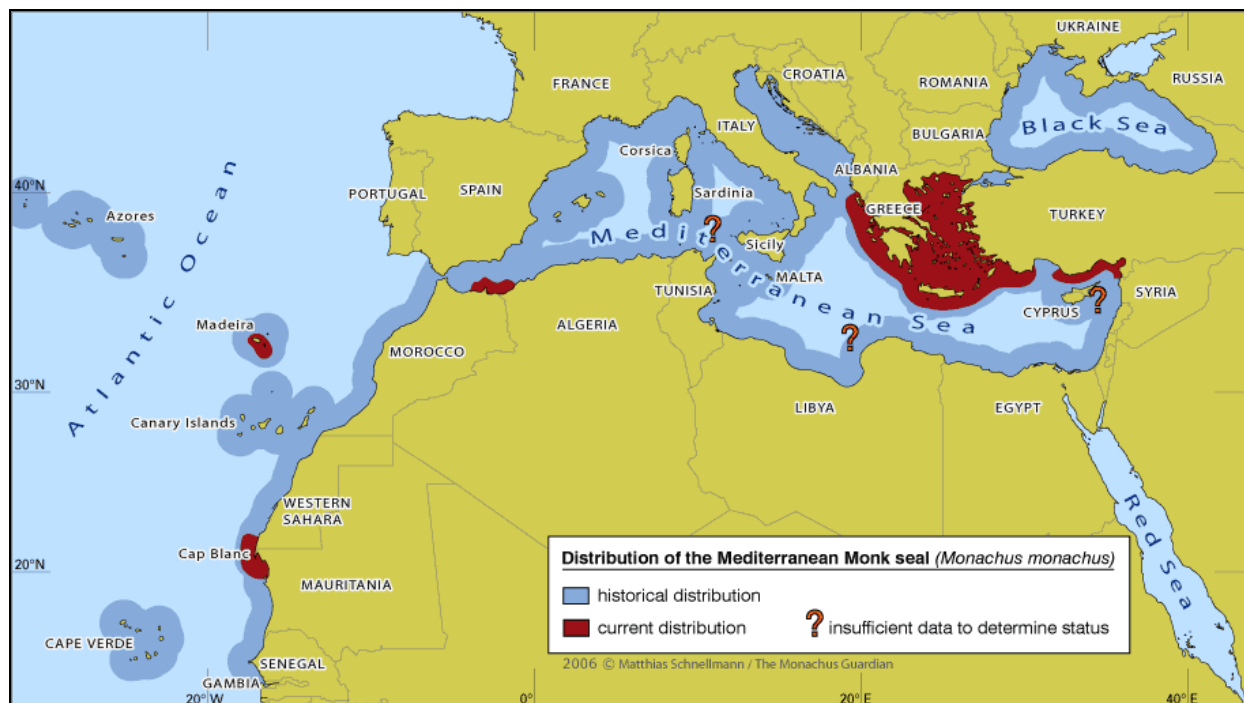 UKRAINE
CROATIA
ROMANIA
RUSSIA
FRANCE
ITALY
BULGARIA
Black Sea
Corsica
ALBANIA
40°N
PORTUGAL
SPAIN
Sardinia
GREECE
TURKEY
Azores
Atlantic Ocean
Mediterranean Sea
?
Sicily
MALTA
TUNISIA
CYPRUS
?
SYRIA
Madeira
ALGERIA
?
MOROCCO
30°N
LIBYA
EGYPT
Canary Islands
WESTERN
SAHARA
Red Sea
Cap Blanc
20°N
MAURITANIA
CAPE VERDE
SENEGAL
GAMBIA
Distribution of the Mediterranean Monk seal (Monachus monachus)
historical distribution
current distribution
? insufficient data to determine status
2006 © Matthias Schnellmann / The Monachus Guardian
20°W
0°
20°E
40°E